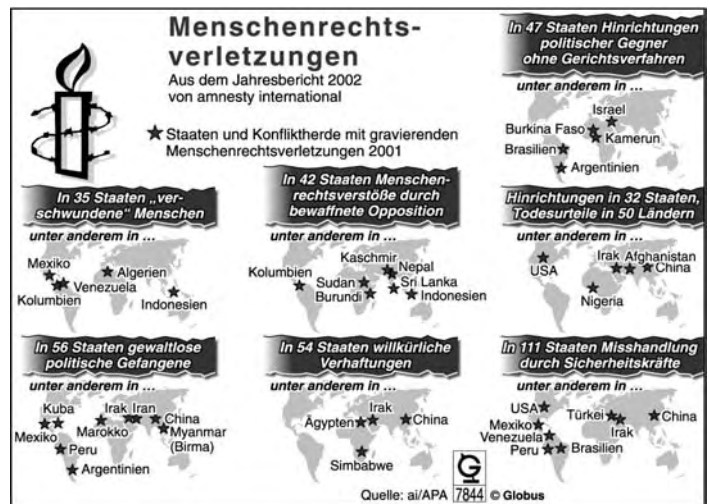 Menschenrechts-
verletzungen
Aus dem Jahresbericht 2002
von amnesty international
Staaten und Konfliktherde mit gravierenden
Menschenrechtsverletzungen 2001
In 47 Staaten Hinrichtungen
politischer Gegner
ohne Gerichtsverfahren
unter anderem in ...
Israel
Burkina Faso
Kamerun
Brasilien
Argentinien
In 35 Staaten „ver-
schwundene“ Menschen
unter anderem in ...
Mexiko
Algerien
Venezuela
Kolumbien
Indonesien
In 42 Staaten Menschen-
rechtsverstöße durch
bewaffnete Opposition
unter anderem in ...
Kaschmir
Kolumbien
Nepal
Sudan
Sri Lanka
Burundi
Indonesien
Hinrichtungen in 32 Staaten,
Todesurteile in 50 Ländern
unter anderem in ...
Irak Afghanistan
USA
China
Nigeria
In 56 Staaten gewaltlose
politische Gefangene
unter anderem in ...
Kuba
Irak Iran
China
Mexiko
Marokko
Myanmar
(Birma)
Peru
Argentinien
In 54 Staaten willkürliche
Verhaftungen
unter anderem in ...
Irak
Ägypten
China
Simbabwe
In 111 Staaten Misshandlung
durch Sicherheitskräfte
unter anderem in ...
USA
Türkei
China
Mexiko
Venezuela
Irak
Peru
Brasilien
Quelle: ai/APA 7844 © Globus